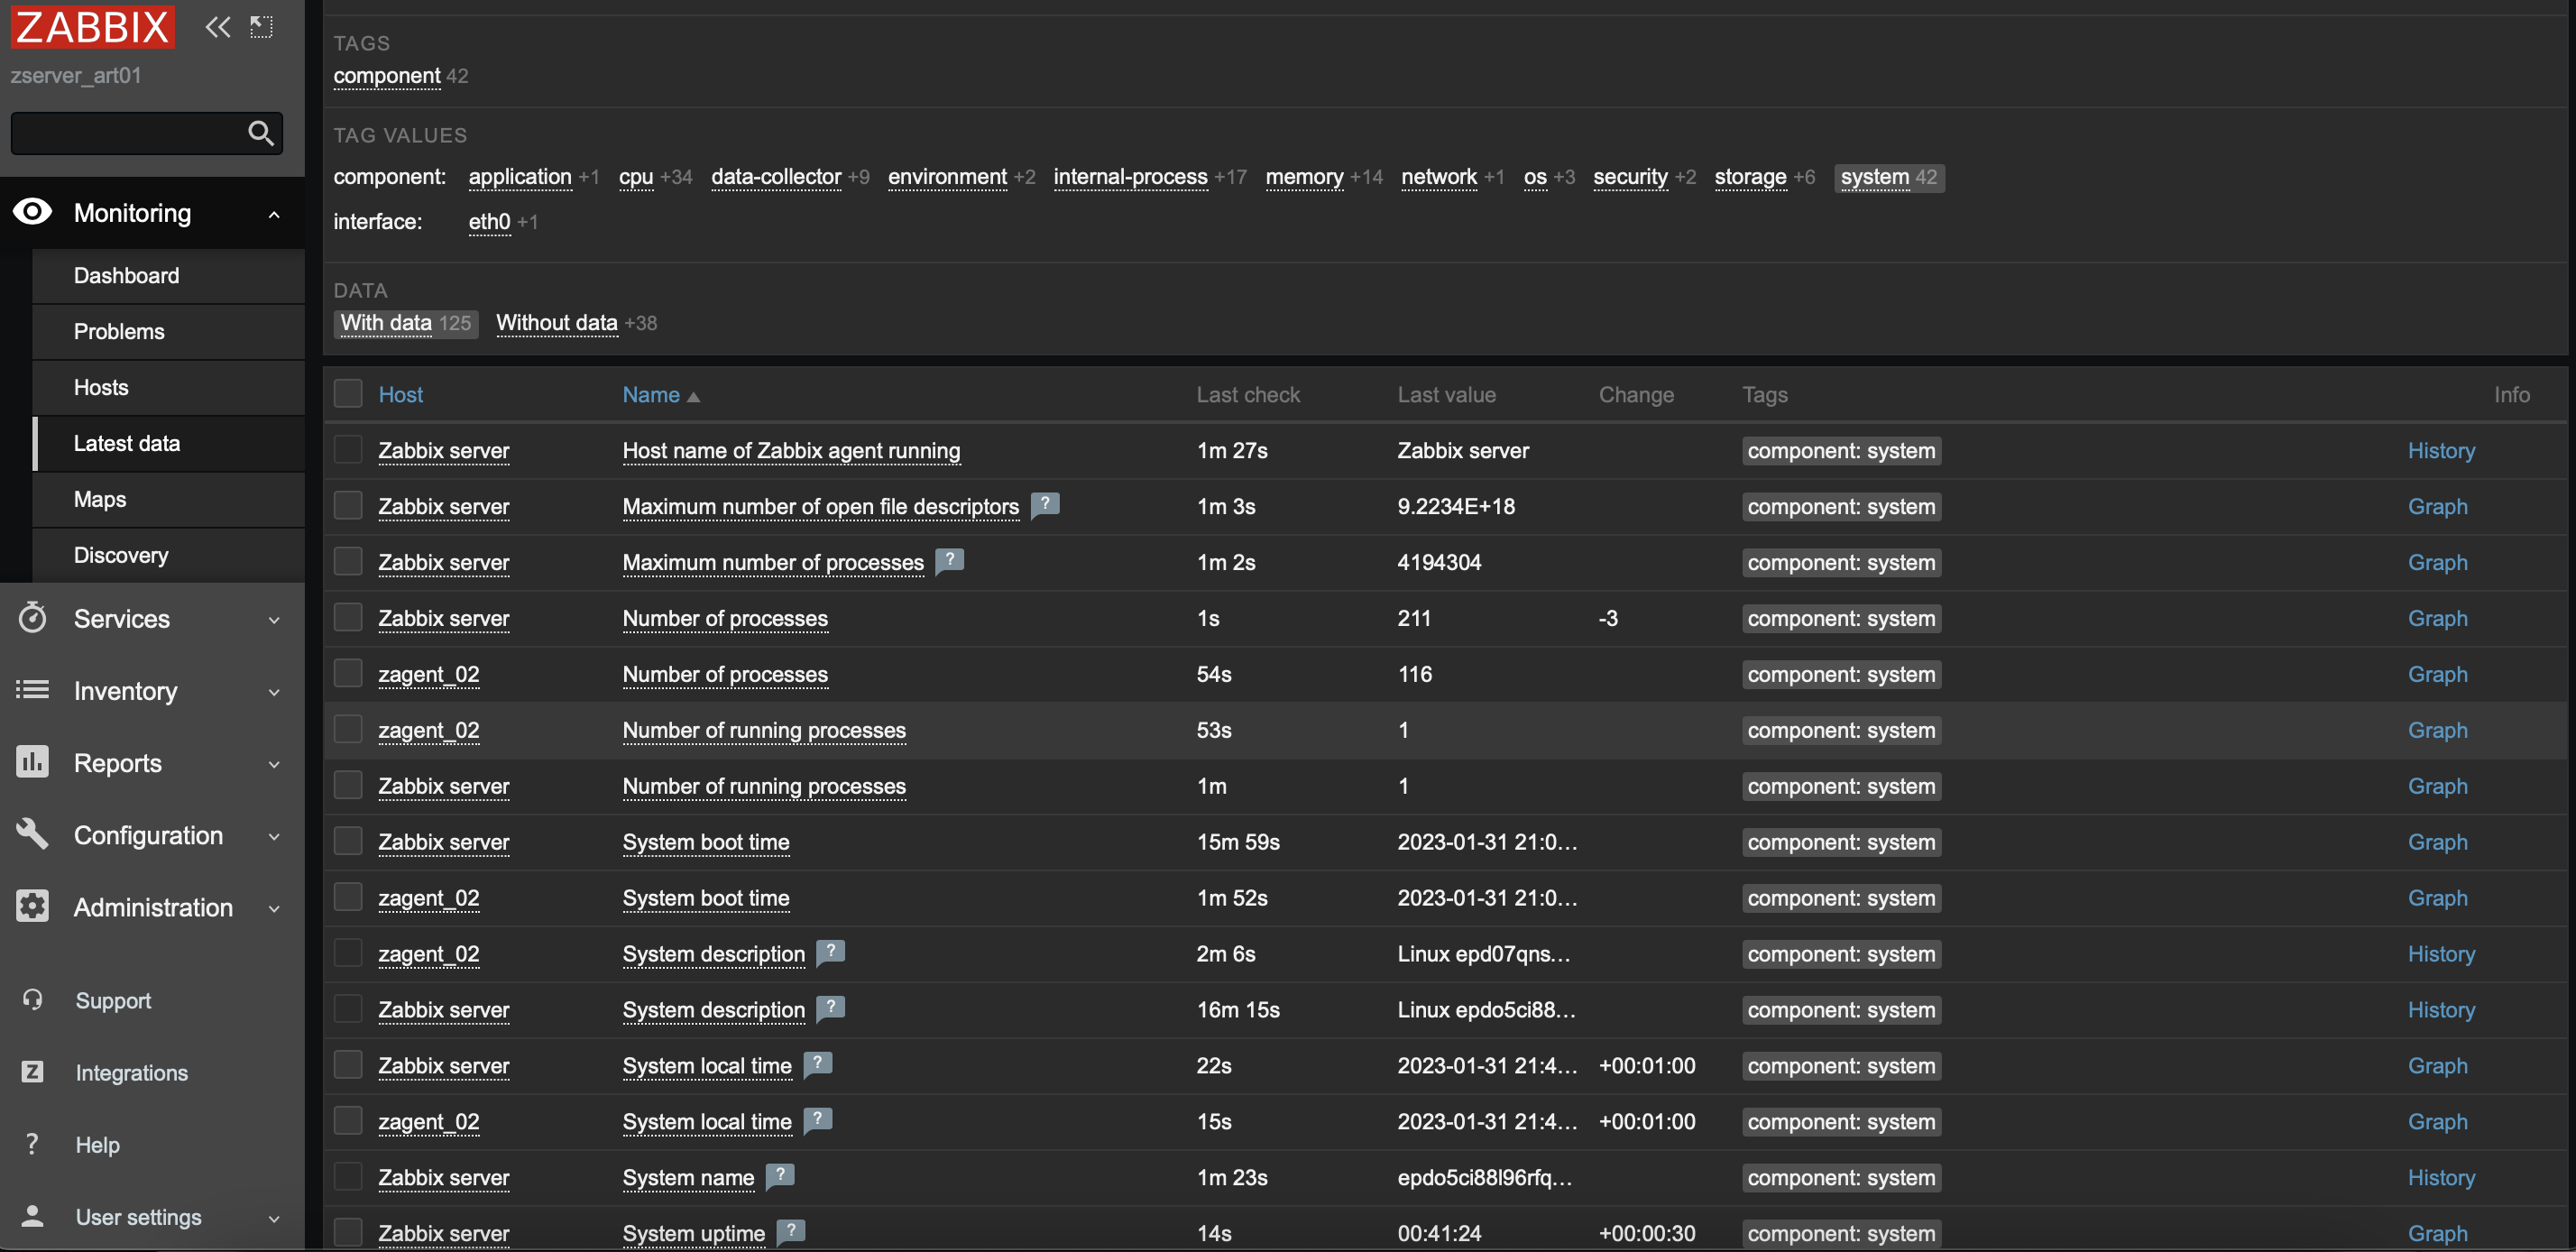 ZABBIX
zserver_art01
Monitoring
Dashboard
Problems
Hosts
Latest data
Maps
Discovery
Services
Inventory
Reports
Configuration
Administration
Support
Integrations
Help
User settings
TAGS
component 42
TAG VALUES
component: application +1 cpu +34 data-collector +9 environment +2 internal-process +17 memory +14 network +1 os +3 security +2 storage +6 system 42
interface: eth0 +1
DATA
With data 125 Without data +38
Host Name Last check Last value Change Tags Info
Zabbix server Host name of Zabbix agent running 1m 27s Zabbix server component: system History
Zabbix server Maximum number of open file descriptors ? 1m 3s 9.2234E+18 component: system Graph
Zabbix server Maximum number of processes ? 1m 2s 4194304 component: system Graph
Zabbix server Number of processes 1s 211 -3 component: system Graph
zagent_02 Number of processes 54s 116 component: system Graph
zagent_02 Number of running processes 53s 1 component: system Graph
Zabbix server Number of running processes 1m 1 component: system Graph
Zabbix server System boot time 15m 59s 2023-01-31 21:0… component: system Graph
zagent_02 System boot time 1m 52s 2023-01-31 21:0… component: system Graph
zagent_02 System description ? 2m 6s Linux epd07qns… component: system History
Zabbix server System description ? 16m 15s Linux epdo5ci88… component: system History
Zabbix server System local time ? 22s 2023-01-31 21:4… +00:01:00 component: system Graph
zagent_02 System local time ? 15s 2023-01-31 21:4… +00:01:00 component: system Graph
Zabbix server System name ? 1m 23s epdo5ci88l96rfq… component: system History
Zabbix server System uptime ? 14s 00:41:24 +00:00:30 component: system Graph